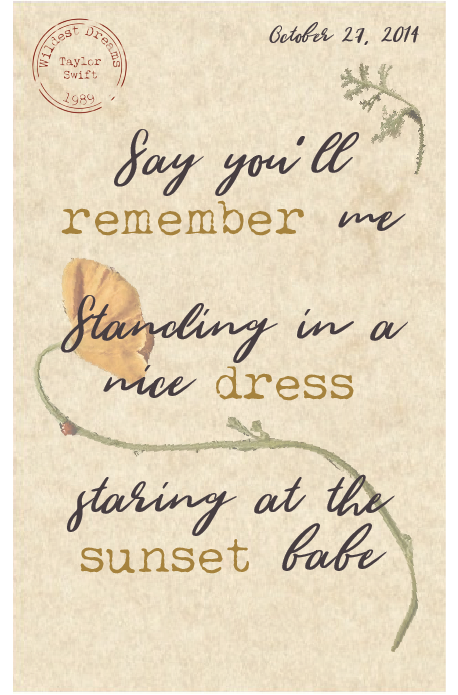 Wildest Dreams
Taylor
Swift
1989
October 27, 2014
Say you'll
remember me
Standing in a
nice dress
staring at the
sunset babe